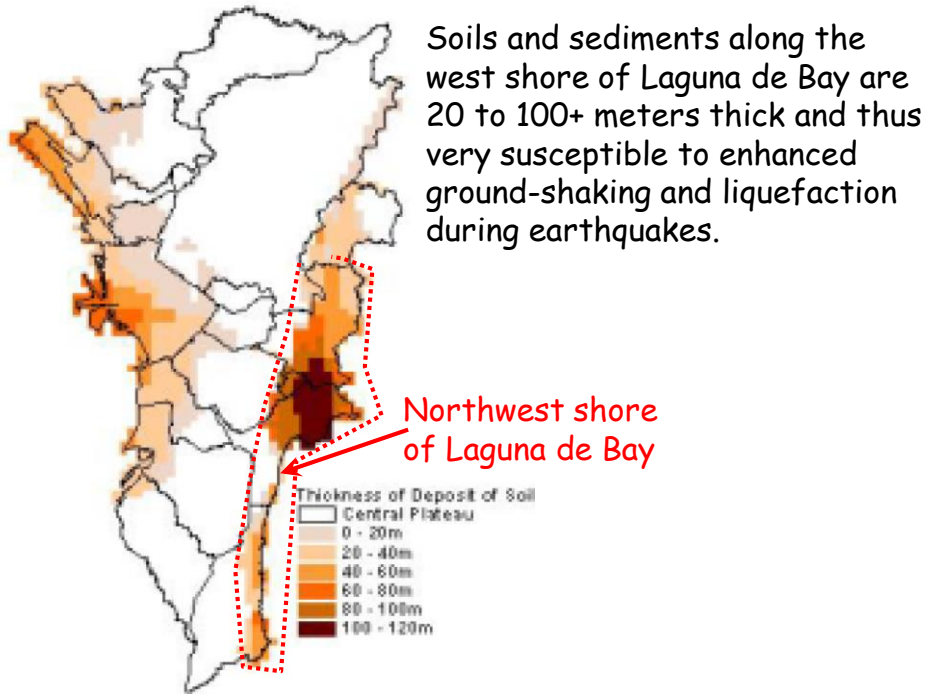 Soils and sediments along the
west shore of Laguna de Bay are
20 to 100+ meters thick and thus
very susceptible to enhanced
ground-shaking and liquefaction
during earthquakes.
Northwest shore
of Laguna de Bay
Thickness of Deposit of Soil
Central Plateau
0 - 20m
20 - 40m
40 - 60m
60 - 80m
80 - 100m
100 - 120m